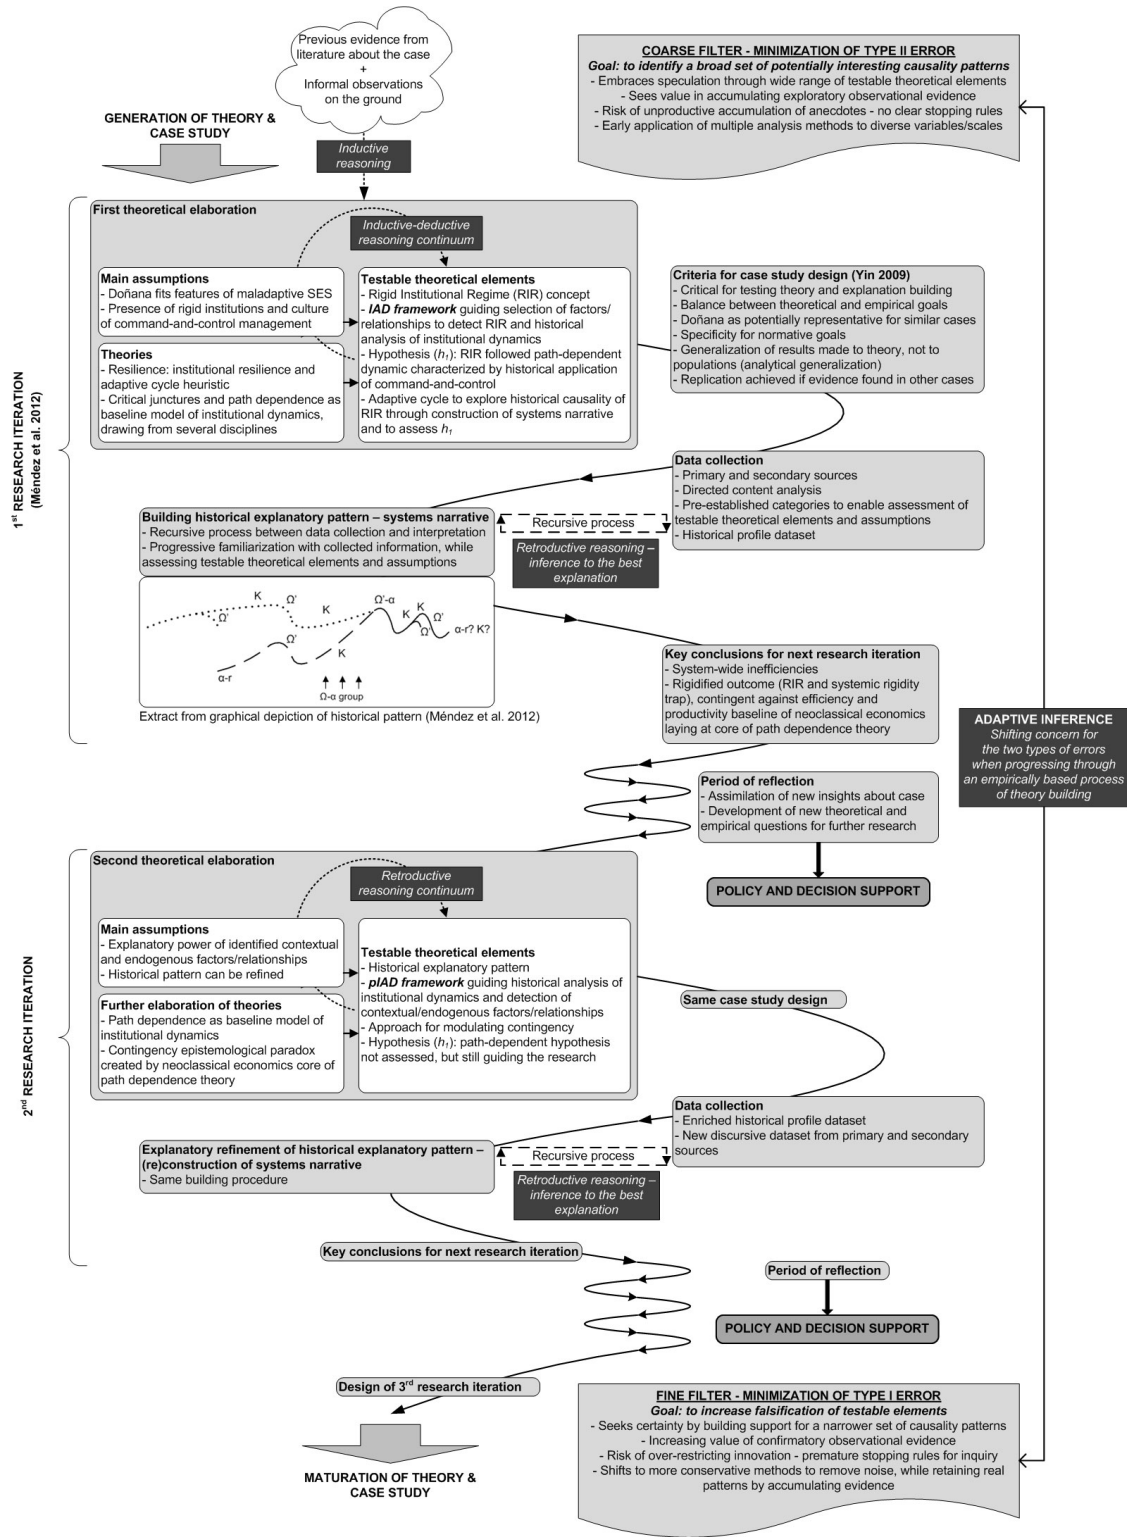 Previous evidence from
literature about the case
+
Informal observations
on the ground
GENERATION OF THEORY &
CASE STUDY
Inductive
reasoning
COARSE FILTER - MINIMIZATION OF TYPE II ERROR
Goal: to identify a broad set of potentially interesting causality patterns
- Embraces speculation through wide range of testable theoretical elements
- Sees value in accumulating exploratory observational evidence
- Risk of unproductive accumulation of anecdotes - no clear stopping rules
- Early application of multiple analysis methods to diverse variables/scales
1st RESEARCH ITERATION
(Méndez et al. 2012)
First theoretical elaboration
Inductive-deductive
reasoning continuum
Main assumptions
- Doñana fits features of maladaptive SES
- Presence of rigid institutions and culture
of command-and-control management
Theories
- Resilience: institutional resilience and
adaptive cycle heuristic
- Critical junctures and path dependence as
baseline model of institutional dynamics,
drawing from several disciplines
Testable theoretical elements
- Rigid Institutional Regime (RIR) concept
- IAD framework guiding selection of factors/
relationships to detect RIR and historical
analysis of institutional dynamics
- Hypothesis (h1): RIR followed path-dependent
dynamic characterized by historical application
of command-and-control
- Adaptive cycle to explore historical causality of
RIR through construction of systems narrative
and to assess h1
Criteria for case study design (Yin 2009)
- Critical for testing theory and explanation building
- Balance between theoretical and empirical goals
- Doñana as potentially representative for similar cases
- Specificity for normative goals
- Generalization of results made to theory, not to
populations (analytical generalization)
- Replication achieved if evidence found in other cases
Data collection
- Primary and secondary sources
- Directed content analysis
- Pre-established categories to enable assessment of
testable theoretical elements and assumptions
- Historical profile dataset
Building historical explanatory pattern – systems narrative
- Recursive process between data collection and interpretation
- Progressive familiarization with collected information, while
assessing testable theoretical elements and assumptions
Recursive process
Retroductive reasoning –
inference to the best
explanation
K Ω' Ω'-α
K K K Ω'
Ω' Ω' α-r? K?
Ω'
K
α-r
Ω-α group
Extract from graphical depiction of historical pattern (Méndez et al. 2012)
Key conclusions for next research iteration
- System-wide inefficiencies
- Rigidified outcome (RIR and systemic rigidity
trap), contingent against efficiency and
productivity baseline of neoclassical economics
laying at core of path dependence theory
ADAPTIVE INFERENCE
Shifting concern for
the two types of errors
when progressing through
an empirically based process
of theory building
Period of reflection
- Assimilation of new insights about case
- Development of new theoretical and
empirical questions for further research
POLICY AND DECISION SUPPORT
2nd RESEARCH ITERATION
Second theoretical elaboration
Retroductive
reasoning continuum
Main assumptions
- Explanatory power of identified contextual
and endogenous factors/relationships
- Historical pattern can be refined
Further elaboration of theories
- Path dependence as baseline model of
institutional dynamics
- Contingency epistemological paradox
created by neoclassical economics core of
path dependence theory
Testable theoretical elements
- Historical explanatory pattern
- pIAD framework guiding historical analysis of
institutional dynamics and detection of
contextual/endogenous factors/relationships
- Approach for modulating contingency
- Hypothesis (h1): path-dependent hypothesis
not assessed, but still guiding the research
Same case study design
Data collection
- Enriched historical profile dataset
- New discursive dataset from primary and secondary
sources
Explanatory refinement of historical explanatory pattern –
(re)construction of systems narrative
- Same building procedure
Recursive process
Retroductive reasoning –
inference to the best
explanation
Key conclusions for next research iteration
Period of reflection
POLICY AND DECISION SUPPORT
Design of 3rd research iteration
MATURATION OF THEORY &
CASE STUDY
FINE FILTER - MINIMIZATION OF TYPE I ERROR
Goal: to increase falsification of testable elements
- Seeks certainty by building support for a narrower set of causality patterns
- Increasing value of confirmatory observational evidence
- Risk of over-restricting innovation - premature stopping rules for inquiry
- Shifts to more conservative methods to remove noise, while retaining real
patterns by accumulating evidence